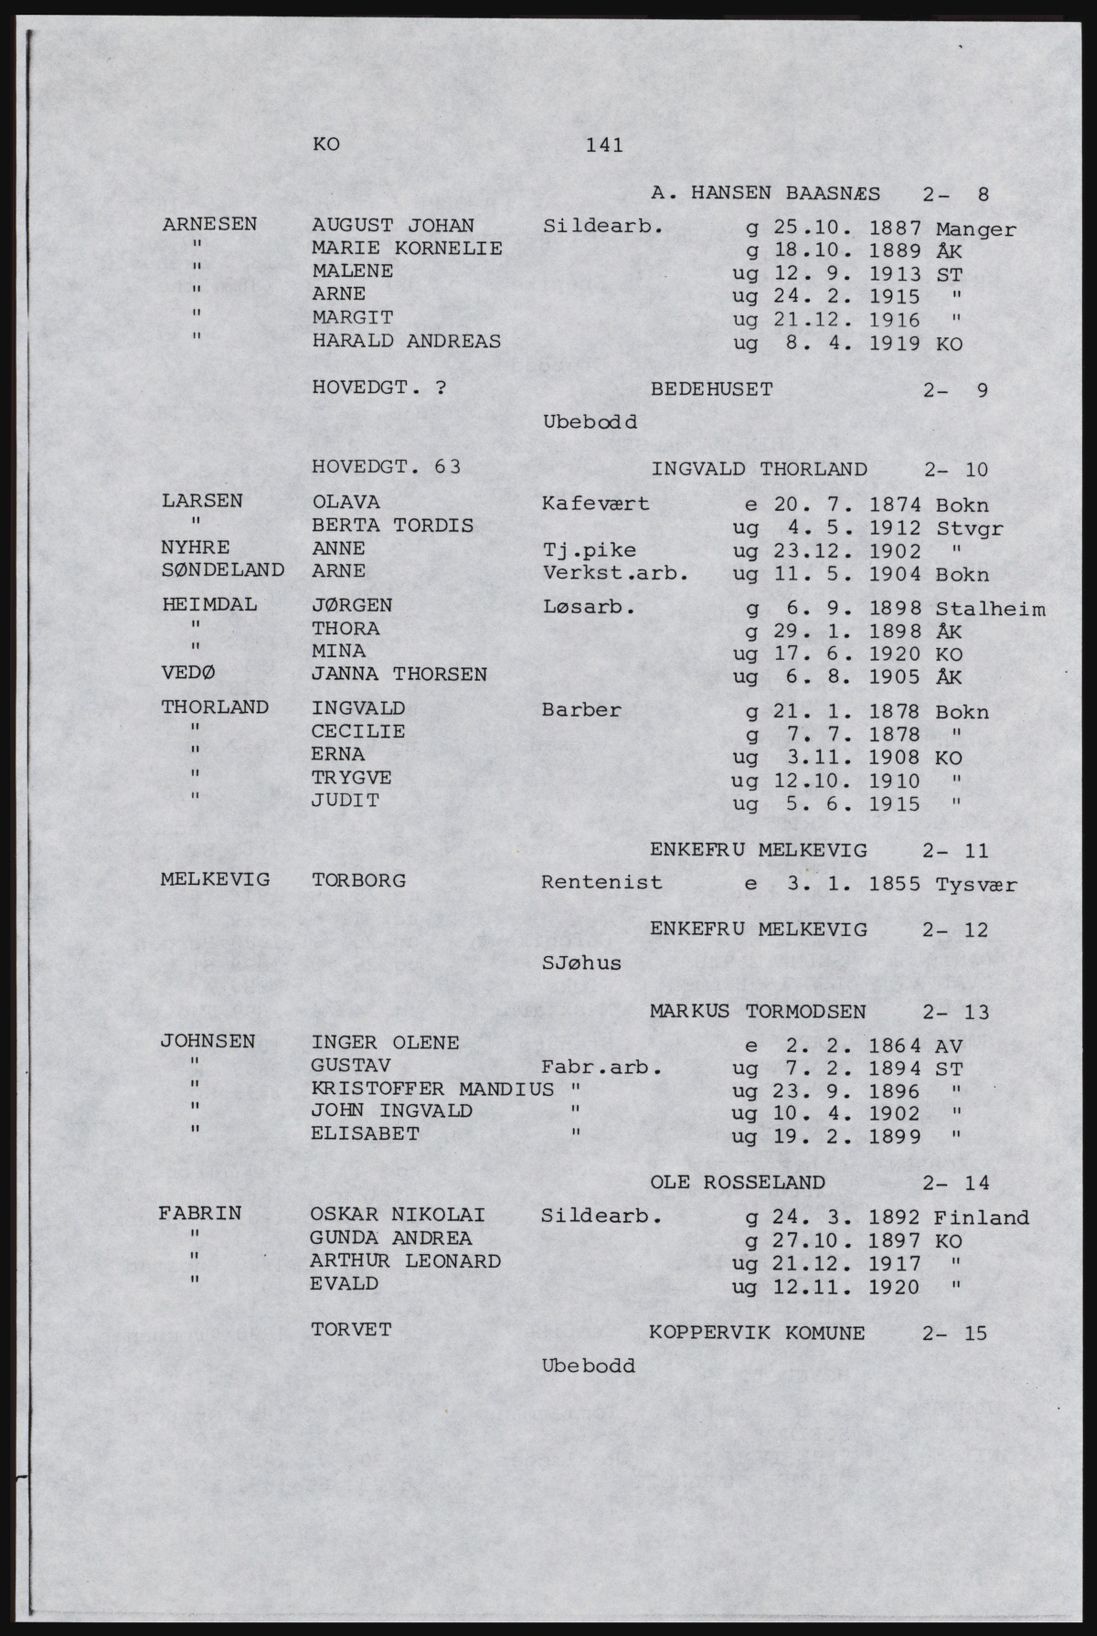 KO 141
A. HANSEN BAASNÆS 2- 8
ARNESEN AUGUST JOHAN Sildearb. g 25.10. 1887 Manger
" MARIE KORNELIE g 18.10. 1889 ÅK
" MALENE ug 12. 9. 1913 ST
" ARNE ug 24. 2. 1915 "
" MARGIT ug 21.12. 1916 "
" HARALD ANDREAS ug 8. 4. 1919 KO
HOVEDGT. ? BEDEHUSET 2- 9
Ubebodd
HOVEDGT. 63 INGVALD THORLAND 2- 10
LARSEN OLAVA Kafevært e 20. 7. 1874 Bokn
" BERTA TORDIS ug 4. 5. 1912 Stvgr
NYHRE ANNE Tj.pike ug 23.12. 1902 "
SØNDELAND ARNE Verkst.arb. ug 11. 5. 1904 Bokn
HEIMDAL JØRGEN Løsarb. g 6. 9. 1898 Stalheim
" THORA g 29. 1. 1898 ÅK
" MINA ug 17. 6. 1920 KO
VEDØ JANNA THORSEN ug 6. 8. 1905 ÅK
THORLAND INGVALD Barber g 21. 1. 1878 Bokn
" CECILIE g 7. 7. 1878 "
" ERNA ug 3.11. 1908 KO
" TRYGVE ug 12.10. 1910 "
" JUDIT ug 5. 6. 1915 "
ENKEFRU MELKEVIG 2- 11
MELKEVIG TORBORG Rentenist e 3. 1. 1855 Tysvær
ENKEFRU MELKEVIG 2- 12
SJøhus
MARKUS TORMODSEN 2- 13
JOHNSEN INGER OLENE e 2. 2. 1864 AV
" GUSTAV Fabr.arb. ug 7. 2. 1894 ST
" KRISTOFFER MANDIUS " ug 23. 9. 1896 "
" JOHN INGVALD " ug 10. 4. 1902 "
" ELISABET " ug 19. 2. 1899 "
OLE ROSSELAND 2- 14
FABRIN OSKAR NIKOLAI Sildearb. g 24. 3. 1892 Finland
" GUNDA ANDREA g 27.10. 1897 KO
" ARTHUR LEONARD ug 21.12. 1917 "
" EVALD ug 12.11. 1920 "
TORVET KOPPERVIK KOMUNE 2- 15
Ubebodd